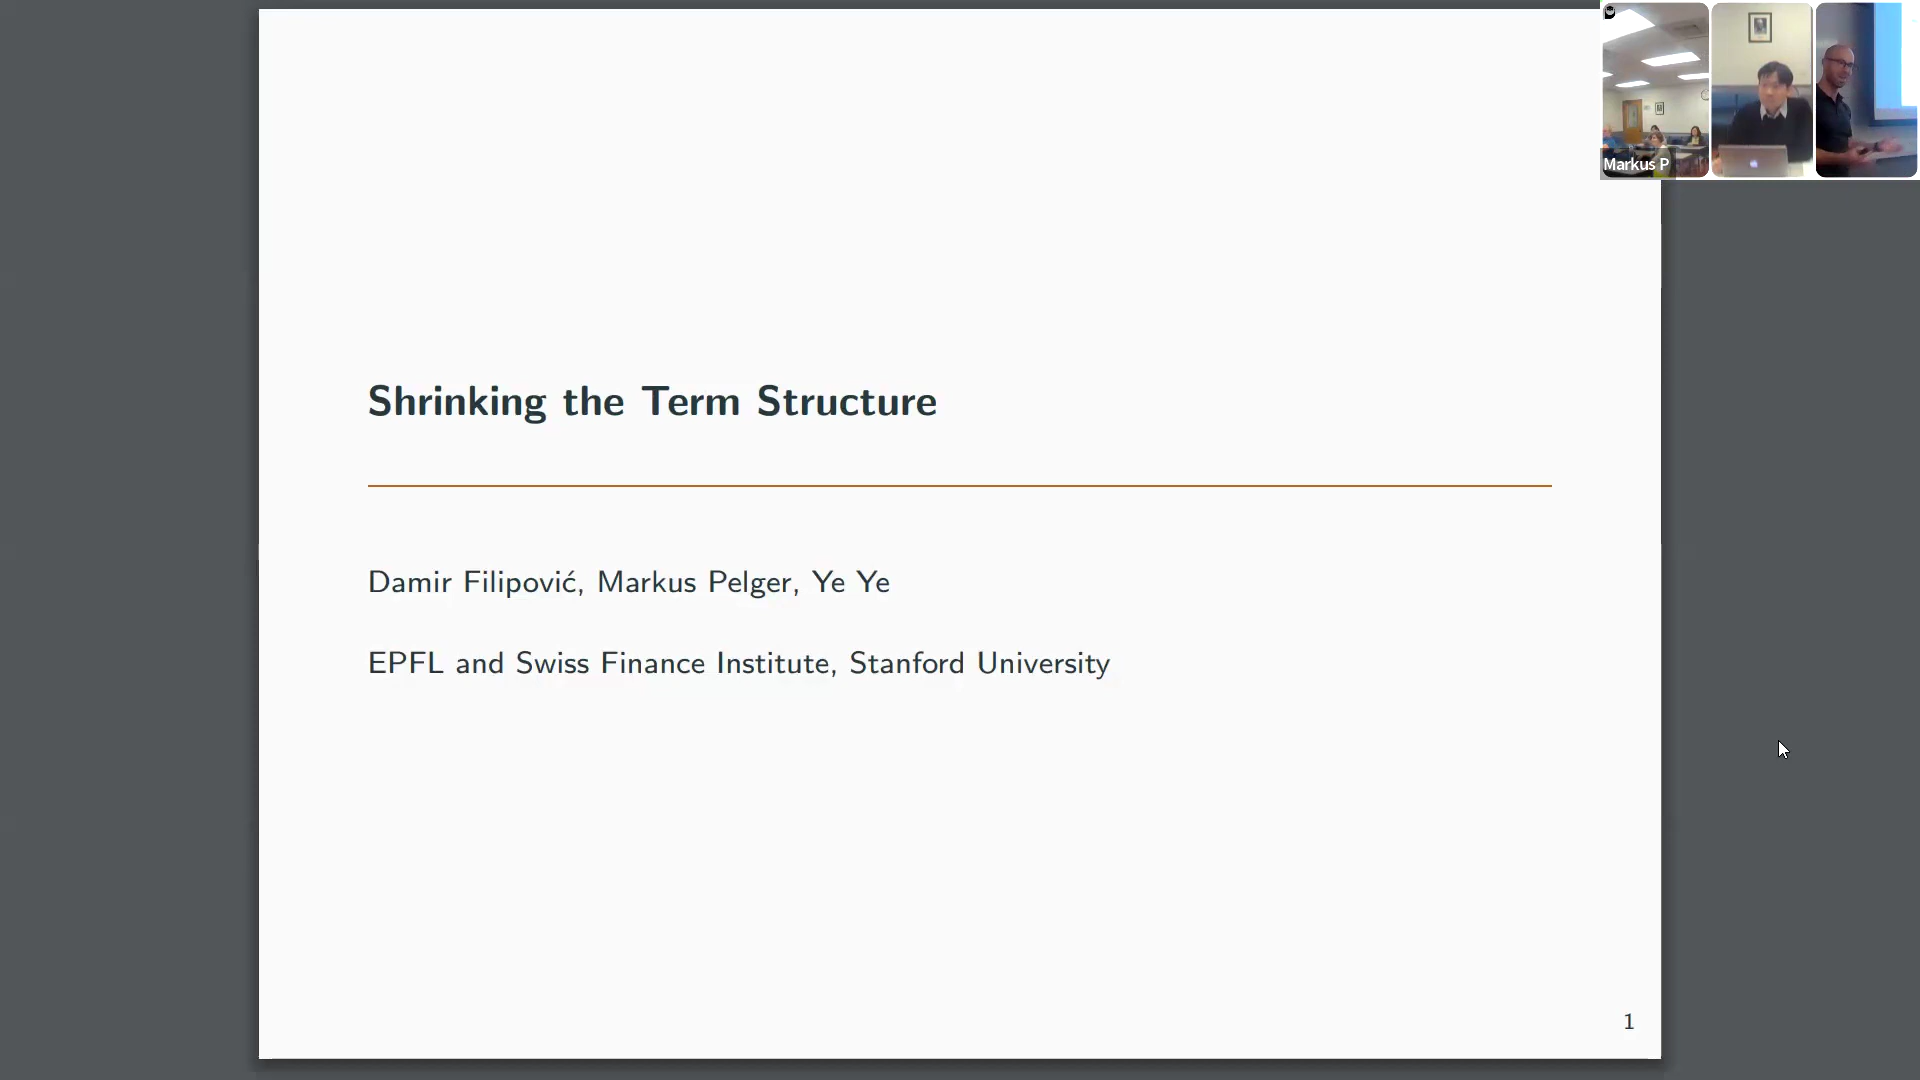 Shrinking the Term Structure
Damir Filipović, Markus Pelger, Ye Ye
EPFL and Swiss Finance Institute, Stanford University
1
Markus P